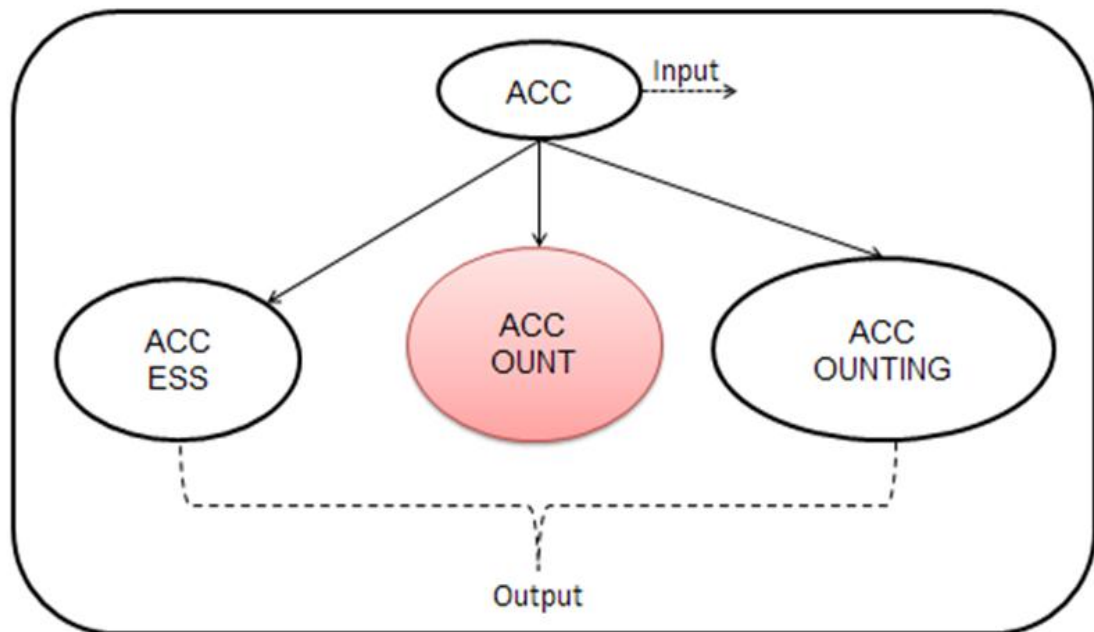 ACC
Input
ACC
ESS
ACC
OUNT
ACC
OUNTING
Output